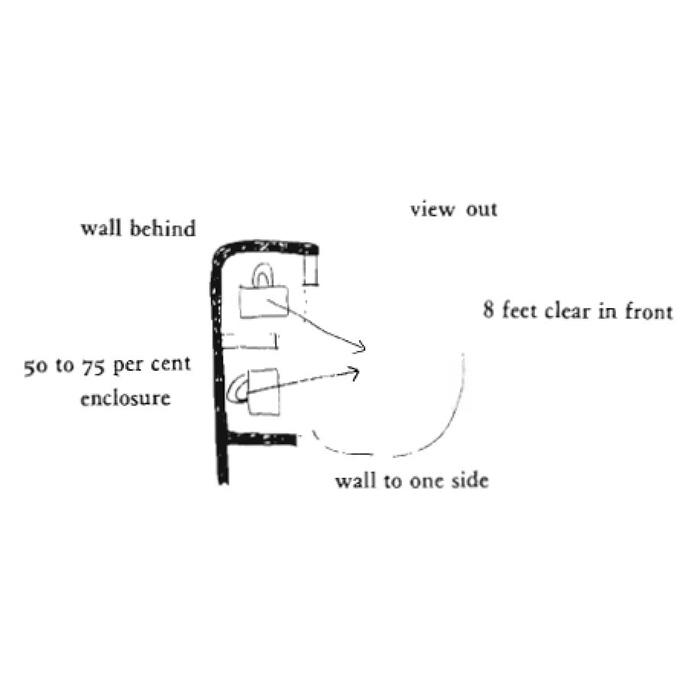 view out
wall behind
8 feet clear in front
50 to 75 per cent
enclosure
wall to one side